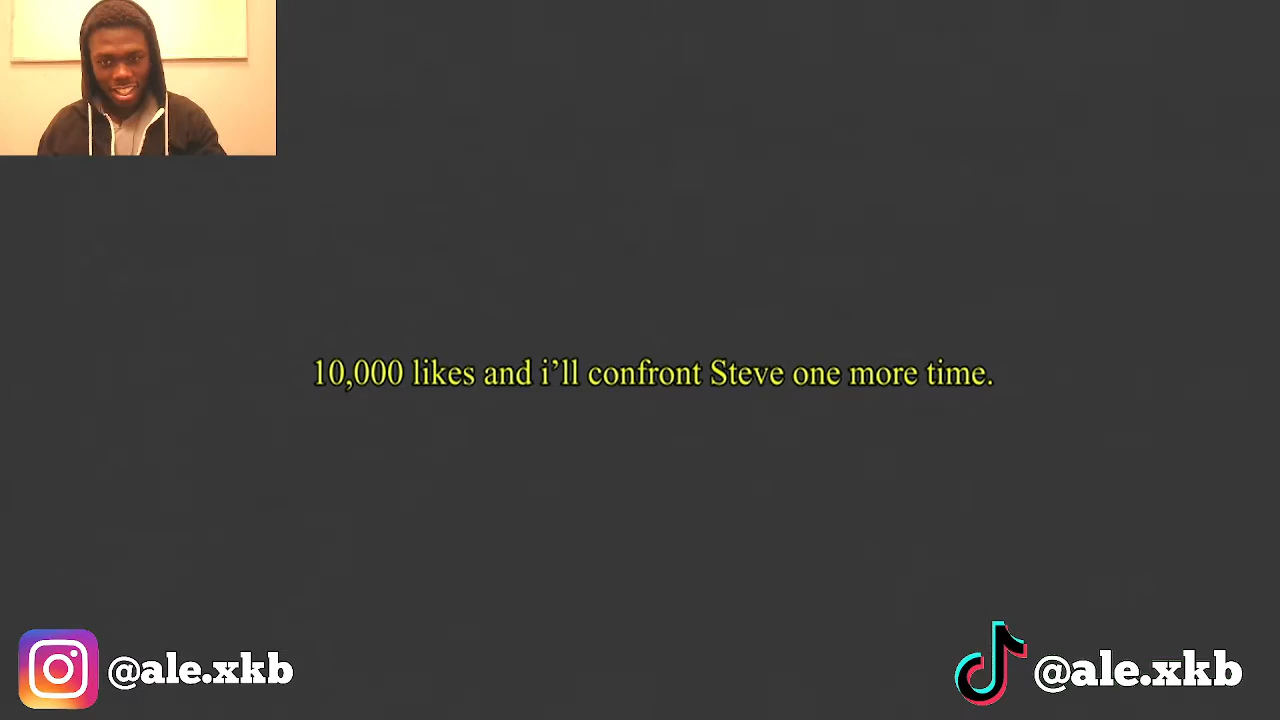 10,000 likes and i’ll confront Steve one more time.
@ale.xkb
@ale.xkb